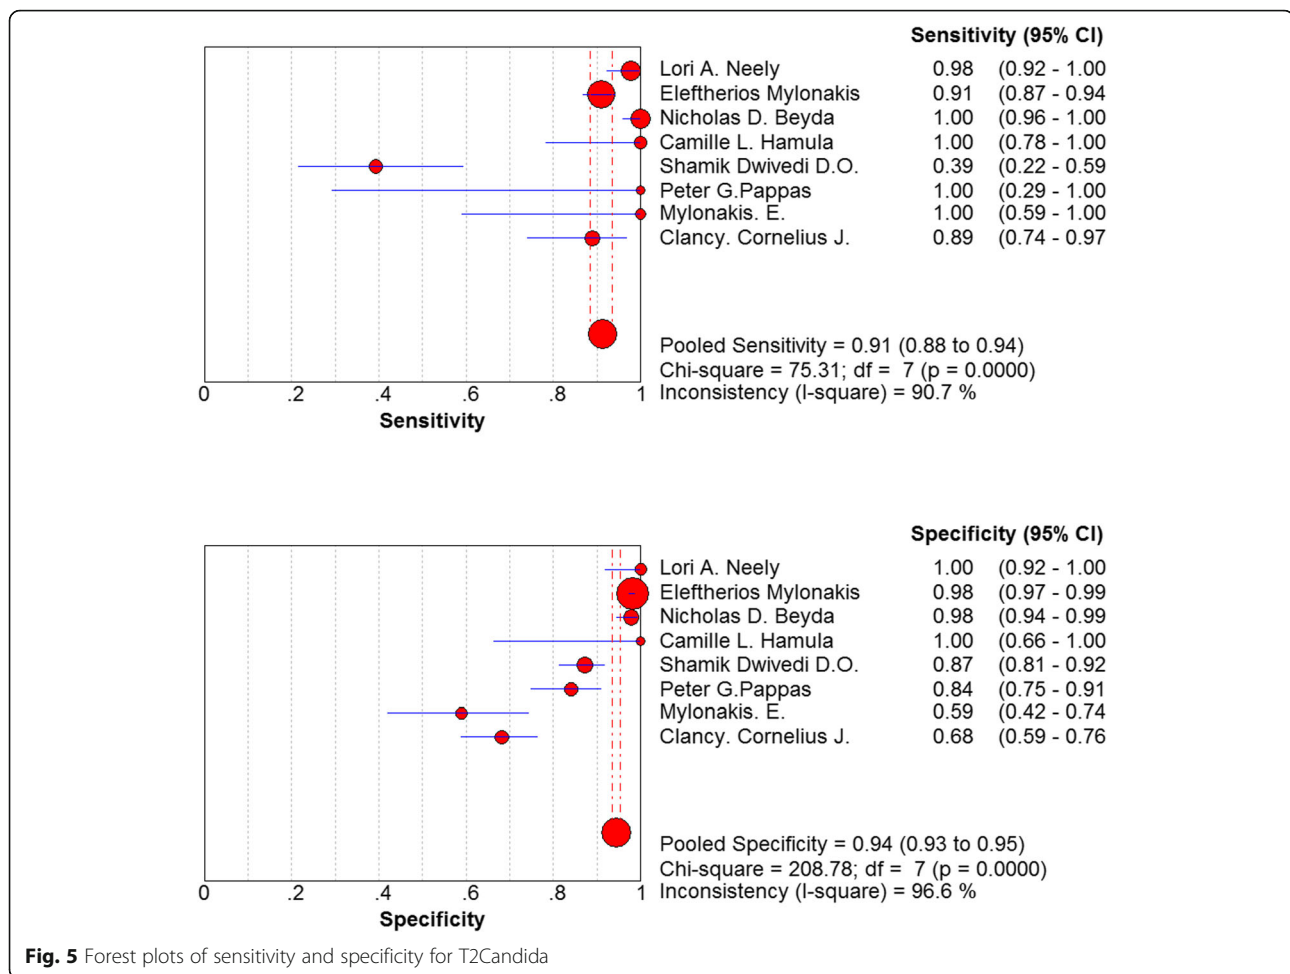 Sensitivity (95% CI)
Lori A. Neely 0.98 (0.92 - 1.00
Eleftherios Mylonakis 0.91 (0.87 - 0.94
Nicholas D. Beyda 1.00 (0.96 - 1.00
Camille L. Hamula 1.00 (0.78 - 1.00
Shamik Dwivedi D.O. 0.39 (0.22 - 0.59
Peter G.Pappas 1.00 (0.29 - 1.00
Mylonakis. E. 1.00 (0.59 - 1.00
Clancy. Cornelius J. 0.89 (0.74 - 0.97
Pooled Sensitivity = 0.91 (0.88 to 0.94)
Chi-square = 75.31; df = 7 (p = 0.0000)
Inconsistency (I-square) = 90.7 %
0 .2 .4 .6 .8 1
Sensitivity
Specificity (95% CI)
Lori A. Neely 1.00 (0.92 - 1.00
Eleftherios Mylonakis 0.98 (0.97 - 0.99
Nicholas D. Beyda 0.98 (0.94 - 0.99
Camille L. Hamula 1.00 (0.66 - 1.00
Shamik Dwivedi D.O. 0.87 (0.81 - 0.92
Peter G.Pappas 0.84 (0.75 - 0.91
Mylonakis. E. 0.59 (0.42 - 0.74
Clancy. Cornelius J. 0.68 (0.59 - 0.76
Pooled Specificity = 0.94 (0.93 to 0.95)
Chi-square = 208.78; df = 7 (p = 0.0000)
Inconsistency (I-square) = 96.6 %
0 .2 .4 .6 .8 1
Specificity
Fig. 5 Forest plots of sensitivity and specificity for T2Candida